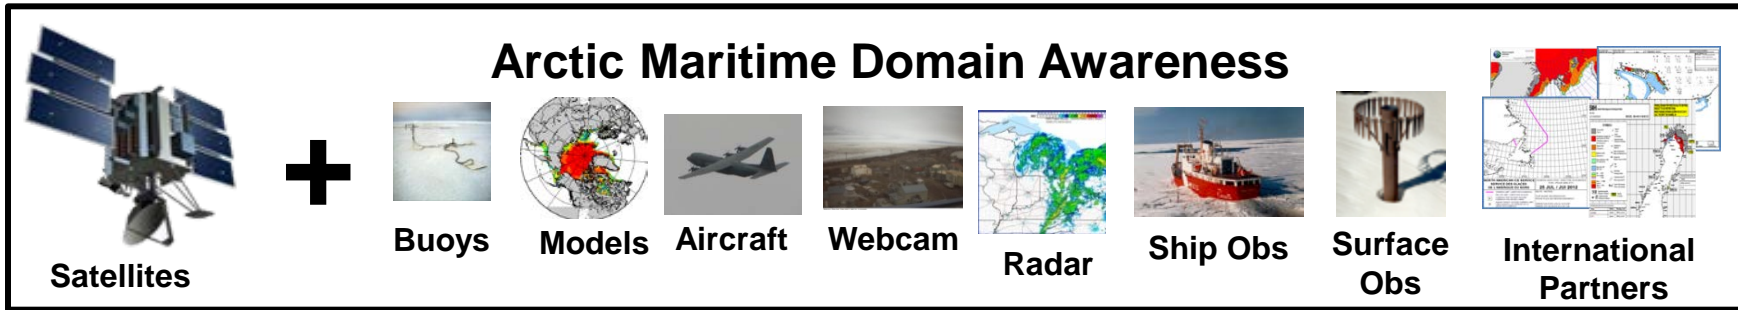 Arctic Maritime Domain Awareness
Satellites
Buoys
Models
Aircraft
Webcam
Radar
Ship Obs
Surface
Obs
International
Partners